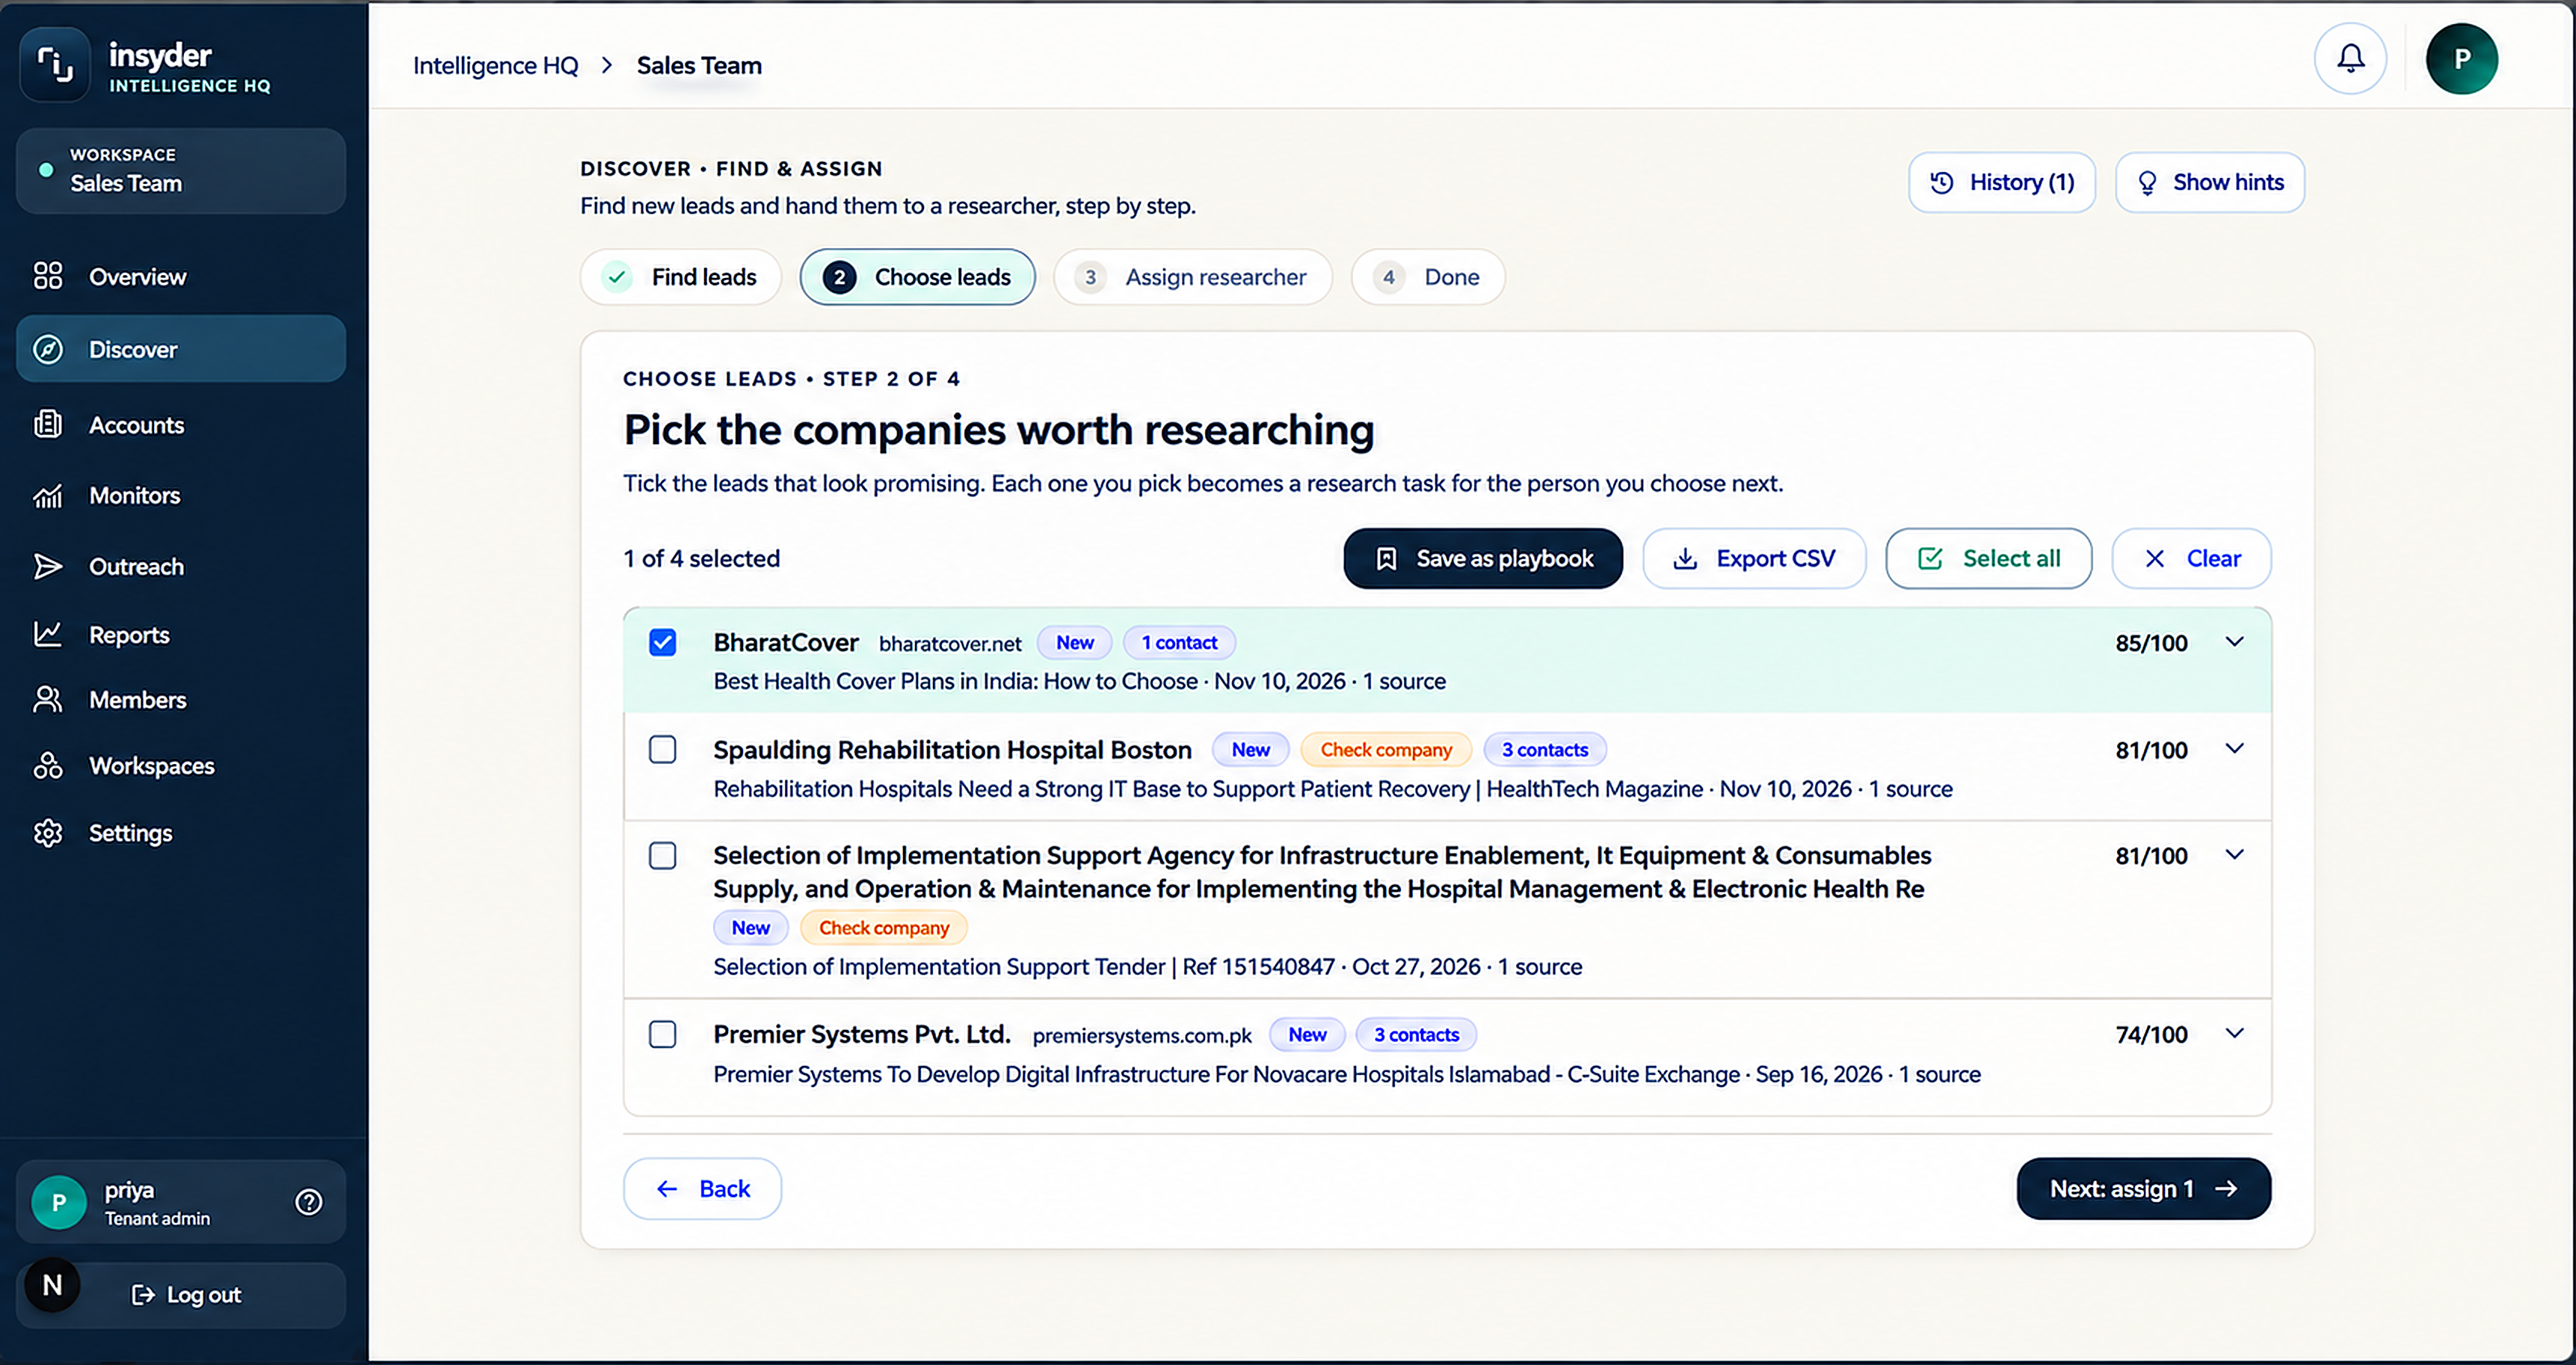 insyder
INTELLIGENCE HQ
WORKSPACE
Sales Team
Overview
Discover
Accounts
Monitors
Outreach
Reports
Members
Workspaces
Settings
P
priya
Tenant admin
N
Log out
Intelligence HQ > Sales Team
P
DISCOVER • FIND & ASSIGN
Find new leads and hand them to a researcher, step by step.
History (1)
Show hints
Find leads
2 Choose leads
3 Assign researcher
4 Done
CHOOSE LEADS • STEP 2 OF 4
Pick the companies worth researching
Tick the leads that look promising. Each one you pick becomes a research task for the person you choose next.
1 of 4 selected
Save as playbook
Export CSV
Select all
Clear
BharatCover bharatcover.net New 1 contact 85/100
Best Health Cover Plans in India: How to Choose · Nov 10, 2026 · 1 source
Spaulding Rehabilitation Hospital Boston New Check company 3 contacts 81/100
Rehabilitation Hospitals Need a Strong IT Base to Support Patient Recovery | HealthTech Magazine · Nov 10, 2026 · 1 source
Selection of Implementation Support Agency for Infrastructure Enablement, It Equipment & Consumables 81/100
Supply, and Operation & Maintenance for Implementing the Hospital Management & Electronic Health Re
New Check company
Selection of Implementation Support Tender | Ref 151540847 · Oct 27, 2026 · 1 source
Premier Systems Pvt. Ltd. premiersystems.com.pk New 3 contacts 74/100
Premier Systems To Develop Digital Infrastructure For Novacare Hospitals Islamabad - C-Suite Exchange · Sep 16, 2026 · 1 source
← Back
Next: assign 1 →